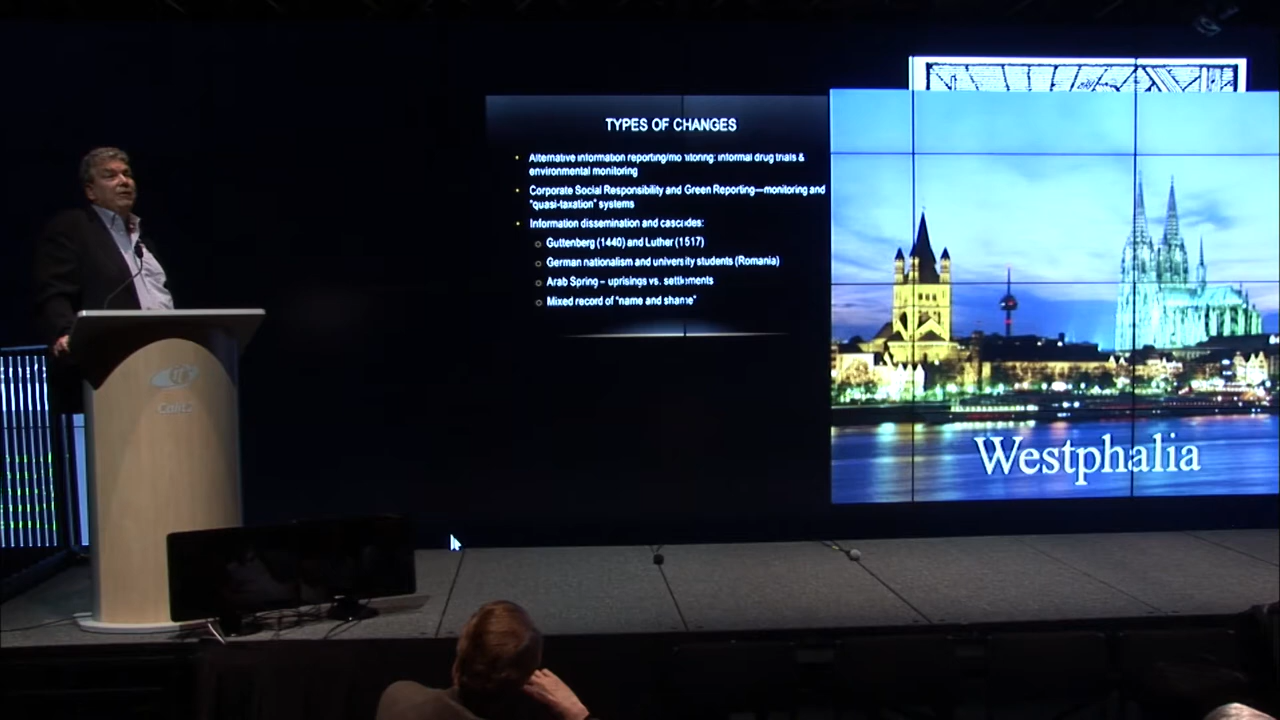 TYPES OF CHANGES
Alternative information reporting/monitoring: informal drug trials &
environmental monitoring
Corporate Social Responsibility and Green Reporting—monitoring and
"quasi-taxation" systems
Information dissemination and cascades:
Guttenberg (1440) and Luther (1517)
German nationalism and university students (Romania)
Arab Spring – uprisings vs. settlements
Mixed record of "name and shame"
Westphalia
Calit2